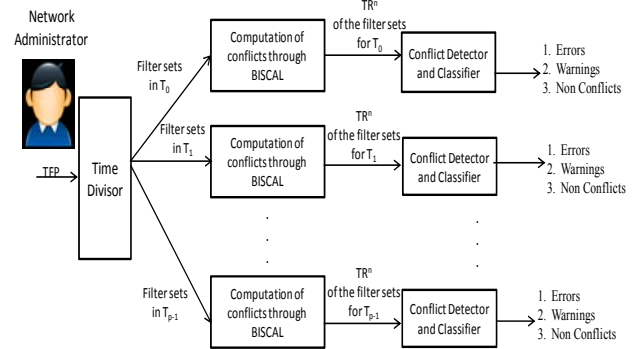 Network
Administrator
TFP
Time
Divisor
Filter sets
in T₀
Computation of
conflicts through
BISCAL
TRⁿ
of the filter sets
for T₀
Conflict Detector
and Classifier
1. Errors
2. Warnings
3. Non Conflicts
Filter sets
in T₁
Computation of
conflicts through
BISCAL
TRⁿ
of the filter sets
for T₁
Conflict Detector
and Classifier
1. Errors
2. Warnings
3. Non Conflicts
Filter sets
in Tₚ₋₁
Computation of
conflicts through
BISCAL
TRⁿ
of the filter sets
for Tₚ₋₁
Conflict Detector
and Classifier
1. Errors
2. Warnings
3. Non Conflicts